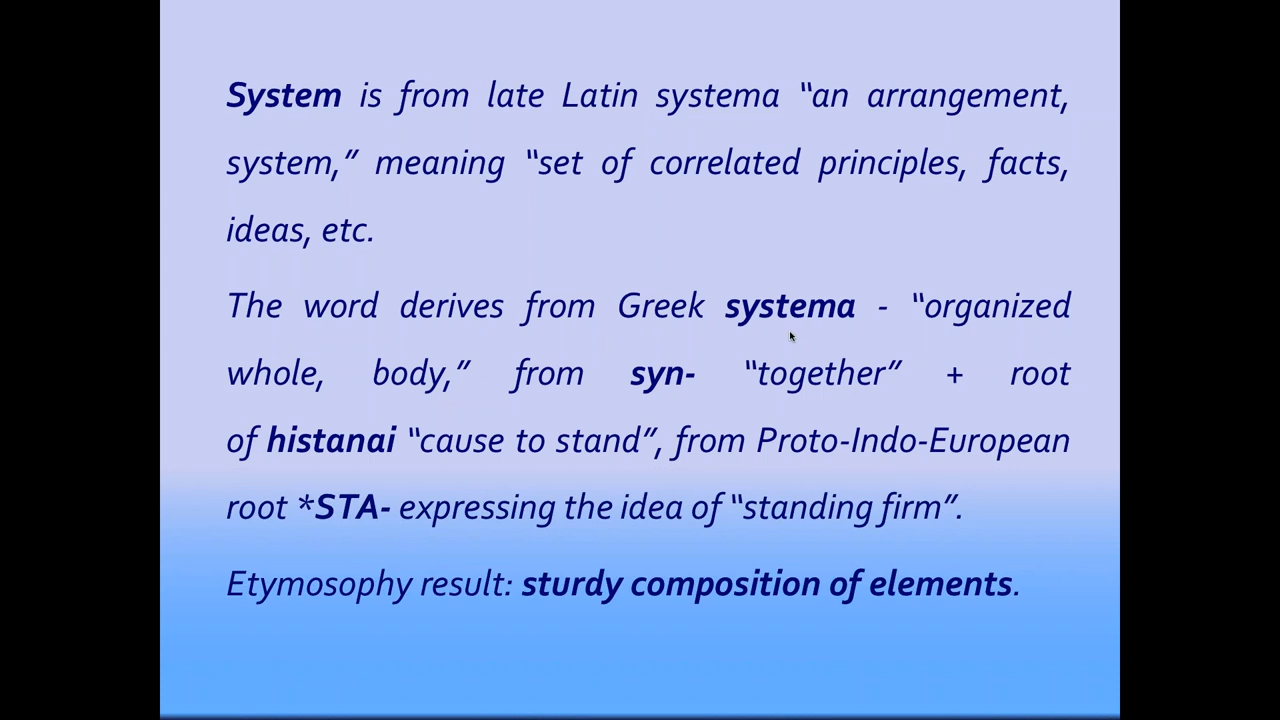 System is from late Latin systema “an arrangement,
system,” meaning “set of correlated principles, facts,
ideas, etc.
The word derives from Greek systema - “organized
whole, body,” from syn- “together” + root
of histanai “cause to stand”, from Proto-Indo-European
root *STA- expressing the idea of “standing firm”.
Etymosophy result: sturdy composition of elements.